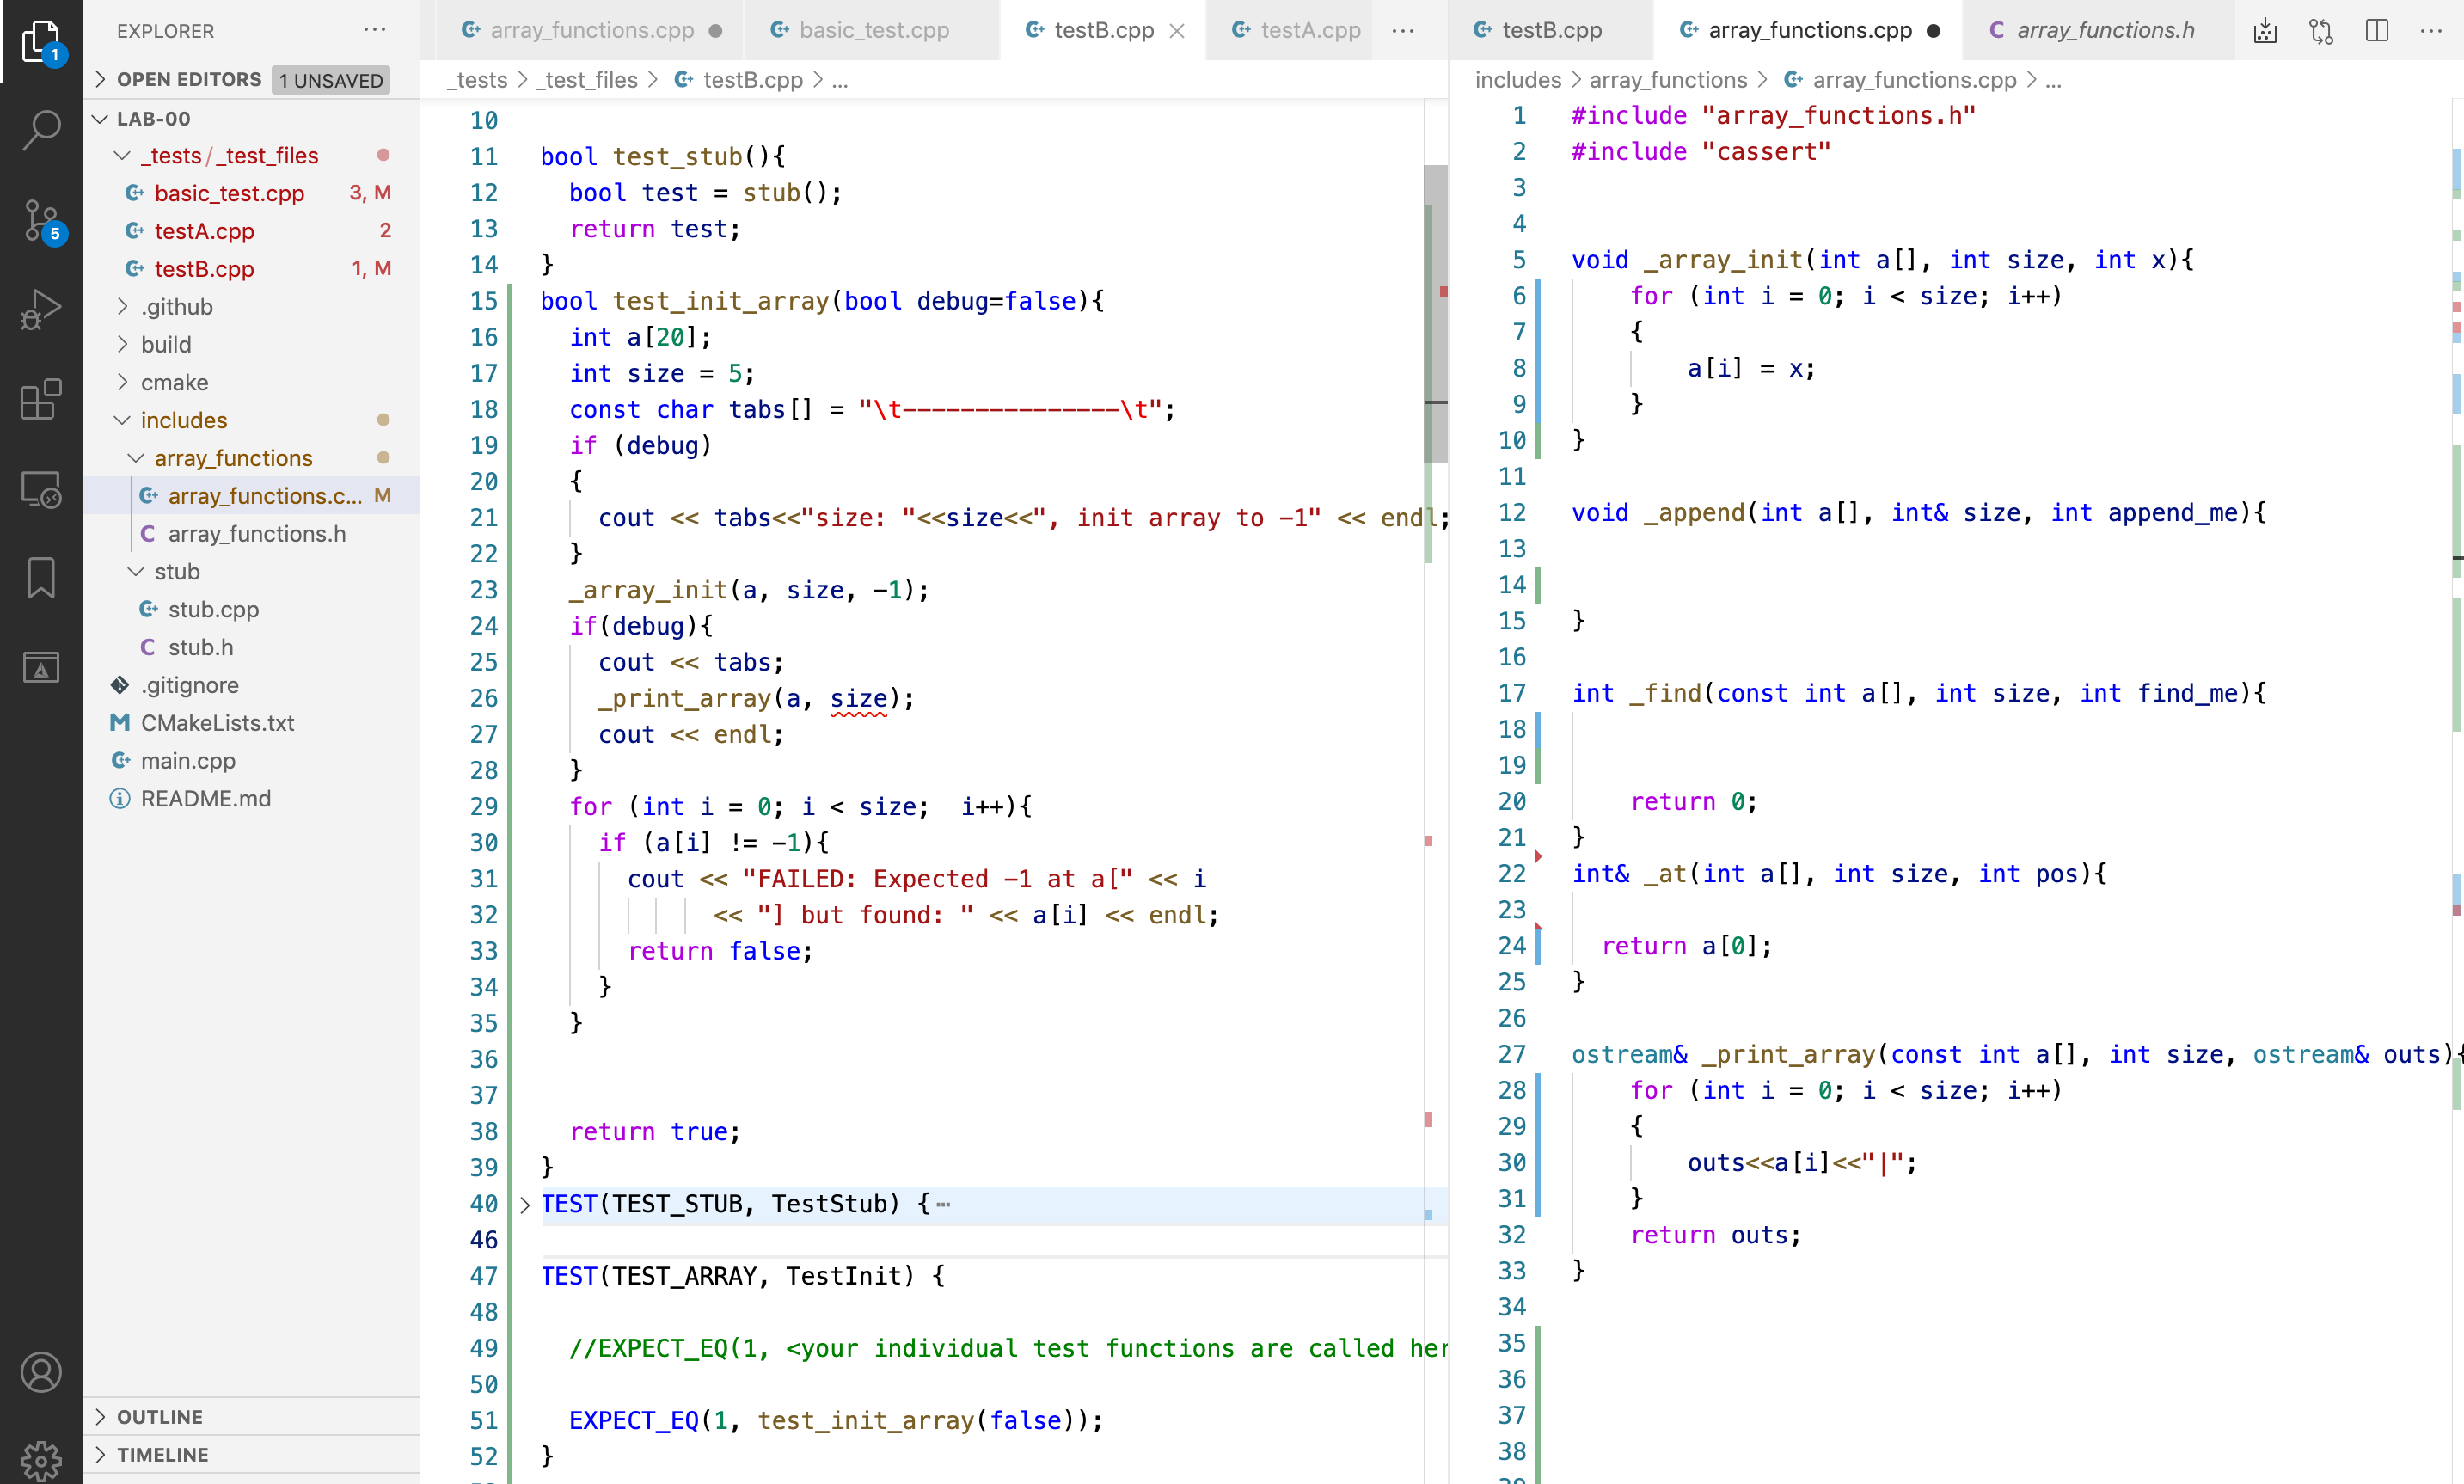 EXPLORER
OPEN EDITORS 1 UNSAVED
LAB-00
_tests/_test_files
basic_test.cpp 3, M
testA.cpp 2
testB.cpp 1, M
.github
build
cmake
includes
array_functions
array_functions.c... M
array_functions.h
stub
stub.cpp
stub.h
.gitignore
CMakeLists.txt
main.cpp
README.md
OUTLINE
TIMELINE
1
5
array_functions.cpp basic_test.cpp testB.cpp testA.cpp
_tests > _test_files > testB.cpp > ...
10
11 bool test_stub(){
12   bool test = stub();
13   return test;
14 }
15 bool test_init_array(bool debug=false){
16   int a[20];
17   int size = 5;
18   const char tabs[] = "\t---------------\t";
19   if (debug)
20   {
21     cout << tabs<<"size: "<<size<<", init array to -1" << endl;
22   }
23   _array_init(a, size, -1);
24   if(debug){
25     cout << tabs;
26     _print_array(a, size);
27     cout << endl;
28   }
29   for (int i = 0; i < size;  i++){
30     if (a[i] != -1){
31       cout << "FAILED: Expected -1 at a[" << i
32             << "] but found: " << a[i] << endl;
33       return false;
34     }
35   }
36
37
38   return true;
39 }
40 TEST(TEST_STUB, TestStub) {…
46
47 TEST(TEST_ARRAY, TestInit) {
48
49   //EXPECT_EQ(1, <your individual test functions are called her
50
51   EXPECT_EQ(1, test_init_array(false));
52 }
testB.cpp array_functions.cpp array_functions.h
includes > array_functions > array_functions.cpp > ...
1 #include "array_functions.h"
2 #include "cassert"
3
4
5 void _array_init(int a[], int size, int x){
6     for (int i = 0; i < size; i++)
7     {
8         a[i] = x;
9     }
10 }
11
12 void _append(int a[], int& size, int append_me){
13
14
15 }
16
17 int _find(const int a[], int size, int find_me){
18
19
20     return 0;
21 }
22 int& _at(int a[], int size, int pos){
23
24   return a[0];
25 }
26
27 ostream& _print_array(const int a[], int size, ostream& outs){
28     for (int i = 0; i < size; i++)
29     {
30         outs<<a[i]<<"|";
31     }
32     return outs;
33 }
34
35
36
37
38